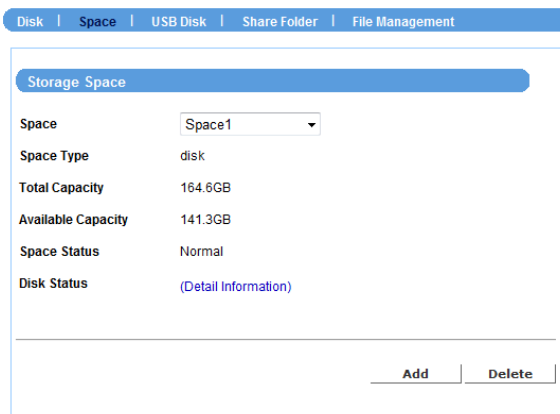 Disk | Space | USB Disk | Share Folder | File Management
Storage Space
Space Space1
Space Type disk
Total Capacity 164.6GB
Available Capacity 141.3GB
Space Status Normal
Disk Status (Detail Information)
Add Delete